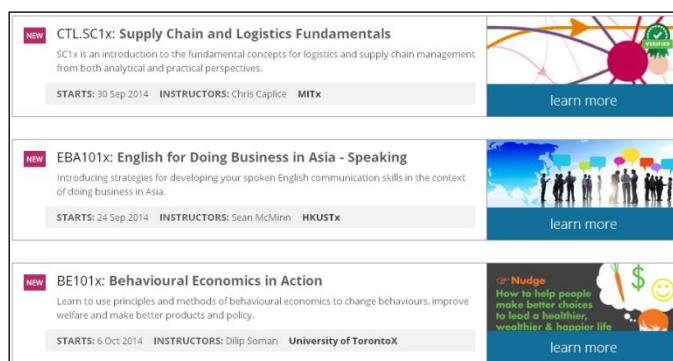 NEW
CTL.SC1x: Supply Chain and Logistics Fundamentals
SC1x is an introduction to the fundamental concepts for logistics and supply chain management
from both analytical and practical perspectives.
STARTS: 30 Sep 2014 INSTRUCTORS: Chris Caplice MITx
VERIFIED
learn more
NEW
EBA101x: English for Doing Business in Asia - Speaking
Introducing strategies for developing your spoken English communication skills in the context
of doing business in Asia.
STARTS: 24 Sep 2014 INSTRUCTORS: Sean McMinn HKUSTx
learn more
NEW
BE101x: Behavioural Economics in Action
Learn to use principles and methods of behavioural economics to change behaviours, improve
welfare and make better products and policy.
STARTS: 6 Oct 2014 INSTRUCTORS: Dilip Soman University of TorontoX
☞ Nudge
How to help people
make better choices
to lead a healthier,
wealthier & happier life
$
learn more